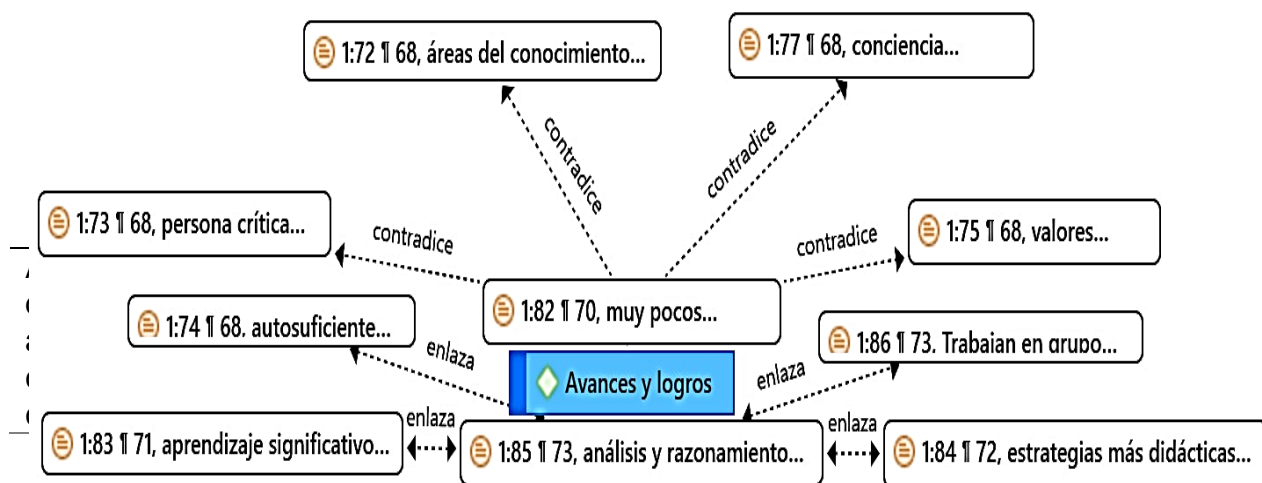 1:72 ¶ 68, áreas del conocimiento...
1:77 ¶ 68, conciencia...
contradice
contradice
1:73 ¶ 68, persona crítica...
contradice
contradice
1:75 ¶ 68, valores...
1:82 ¶ 70, muy pocos...
1:74 ¶ 68, autosuficiente...
1:86 ¶ 73, Trabajan en grupo...
enlaza
enlaza
Avances y logros
1:83 ¶ 71, aprendizaje significativo...
enlaza
1:85 ¶ 73, análisis y razonamiento...
enlaza
1:84 ¶ 72, estrategias más didácticas...